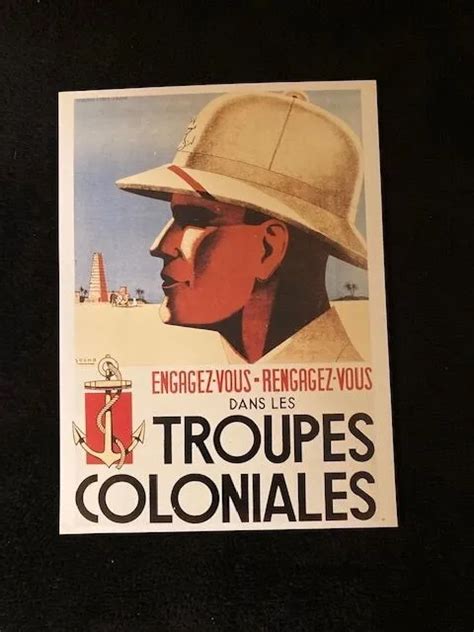 ENGAGEZ-VOUS - RENGAGEZ-VOUS
DANS LES
TROUPES
COLONIALES